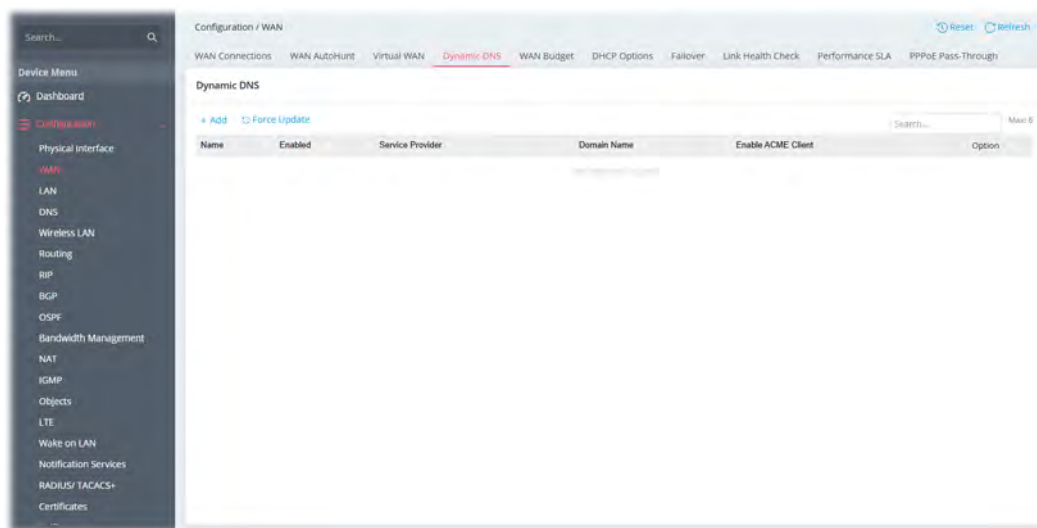 Configuration / WAN
Reset Refresh
WAN Connections WAN AutoHunt Virtual WAN Dynamic DNS WAN Budget DHCP Options Failover Link Health Check Performance SLA PPPoE Pass-Through
Search...
Device Menu
Dashboard
Configuration
Physical Interface
WAN
LAN
DNS
Wireless LAN
Routing
RIP
BGP
OSPF
Bandwidth Management
NAT
IGMP
Objects
LTE
Wake on LAN
Notification Services
RADIUS/ TACACS+
Certificates
Dynamic DNS
+ Add Force Update
Search... Max: 6
Name Enabled Service Provider Domain Name Enable ACME Client Option